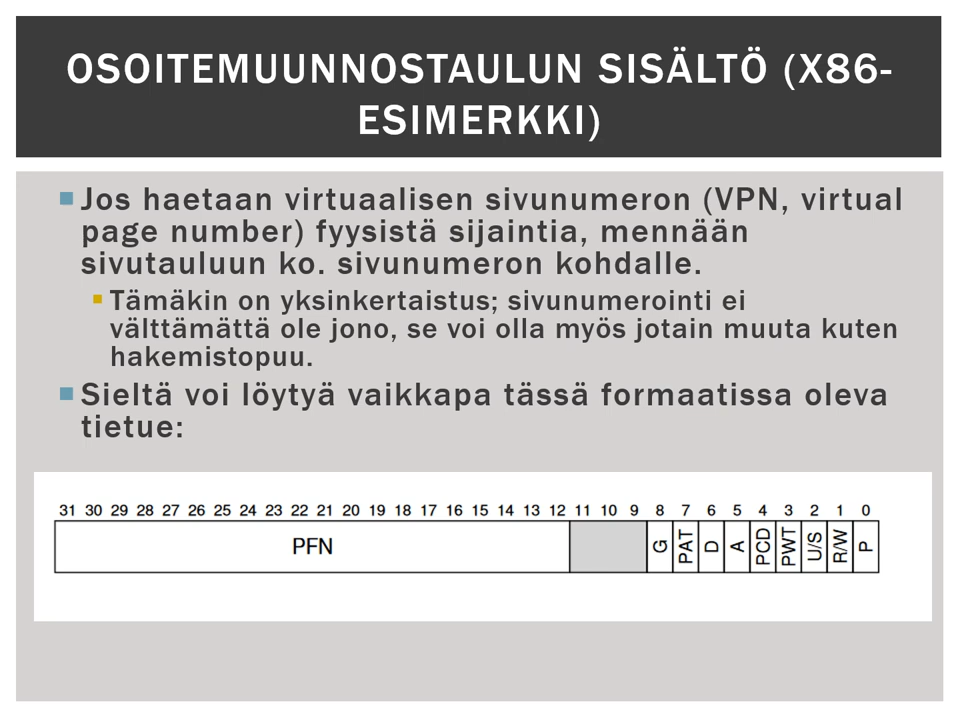 OSOITEMUUNNOSTAULUN SISÄLTÖ (X86-
ESIMERKKI)
Jos haetaan virtuaalisen sivunumeron (VPN, virtual
page number) fyysistä sijaintia, mennään
sivutauluun ko. sivunumeron kohdalle.
Tämäkin on yksinkertaistus; sivunumerointi ei
välttämättä ole jono, se voi olla myös jotain muuta kuten
hakemistopuu.
Sieltä voi löytyä vaikkapa tässä formaatissa oleva
tietue:
31 30 29 28 27 26 25 24 23 22 21 20 19 18 17 16 15 14 13 12 11 10 9 8 7 6 5 4 3 2 1 0
PFN G PAT D A PCD PWT U/S R/W P